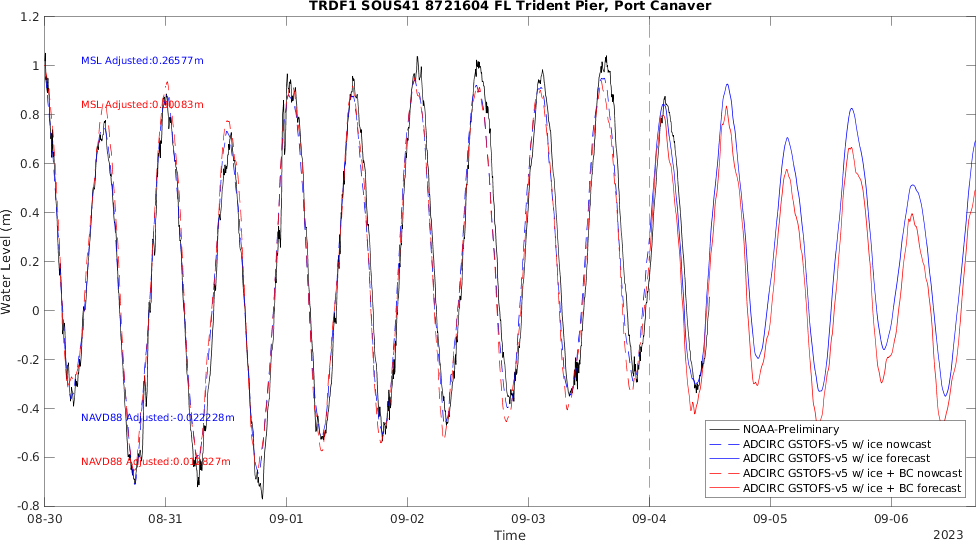 TRDF1 SOUS41 8721604 FL Trident Pier, Port Canaver
1.2
1
0.8
0.6
0.4
0.2
0
-0.2
-0.4
-0.6
-0.8
Water Level (m)
MSL Adjusted:0.26577m
MSL Adjusted:
NAVD88 Adjusted:-0.022228m
NAVD88 Adjusted:
NOAA-Preliminary
ADCIRC GSTOFS-v5 w/ ice nowcast
ADCIRC GSTOFS-v5 w/ ice forecast
ADCIRC GSTOFS-v5 w/ ice + BC nowcast
ADCIRC GSTOFS-v5 w/ ice + BC forecast
08-30 08-31 09-01 09-02 09-03 09-04 09-05 09-06
Time
2023